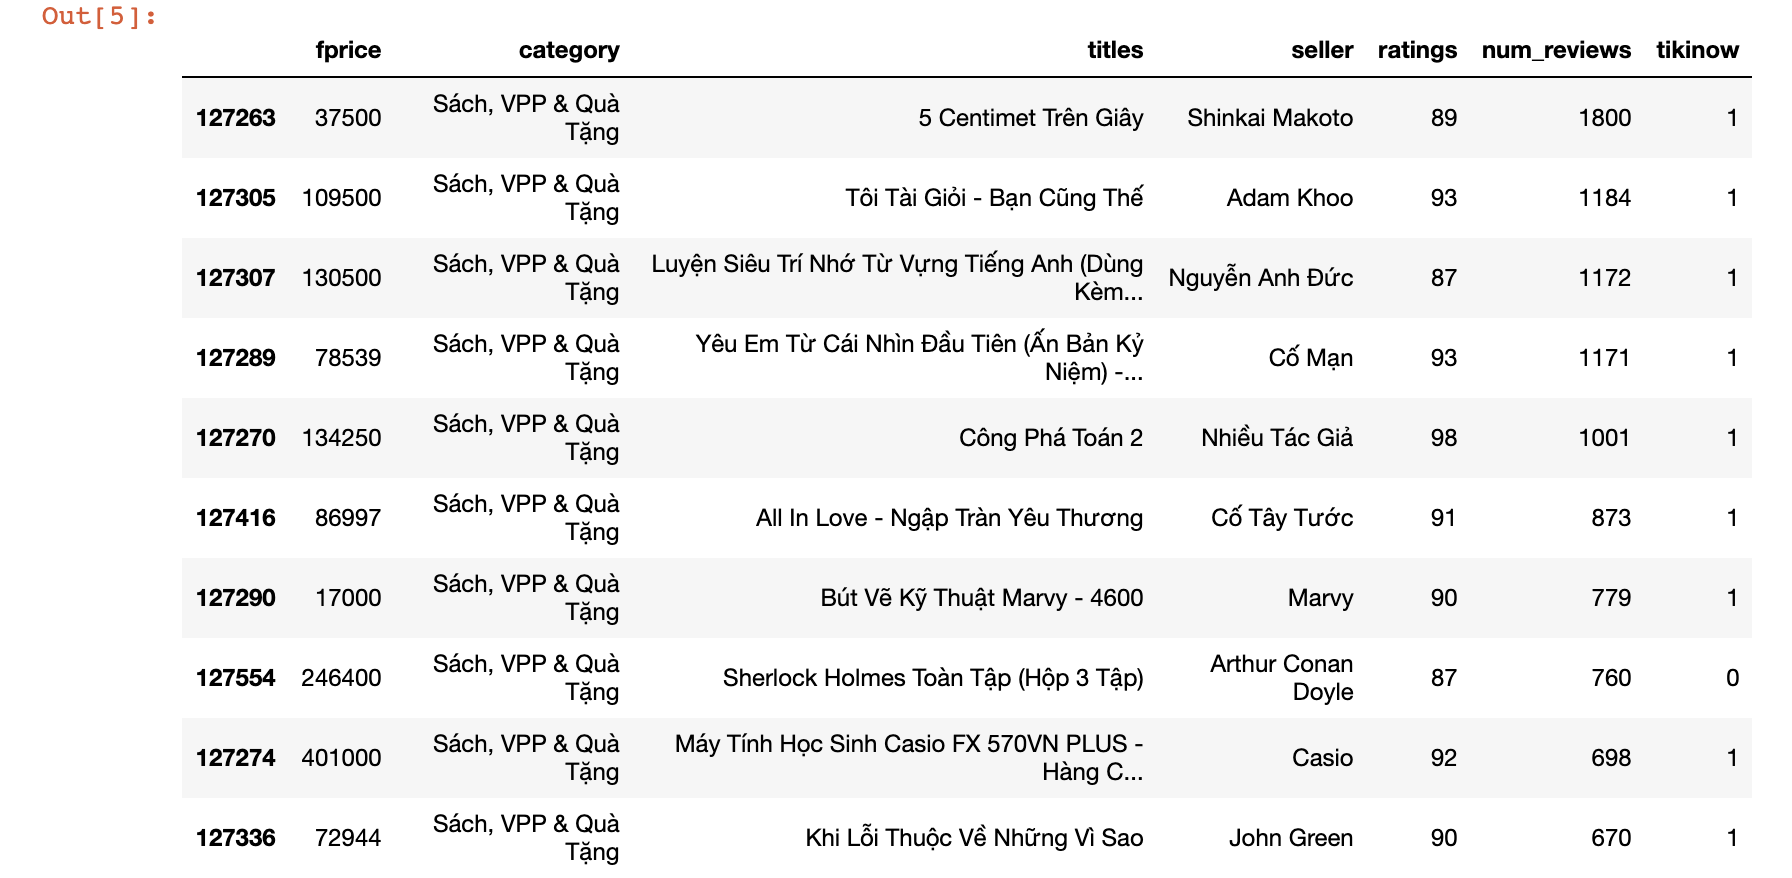 Out[5]:
fprice category titles seller ratings num_reviews tikinow
127263 37500 Sách, VPP & Quà Tặng 5 Centimet Trên Giây Shinkai Makoto 89 1800 1
127305 109500 Sách, VPP & Quà Tặng Tôi Tài Giỏi - Bạn Cũng Thế Adam Khoo 93 1184 1
127307 130500 Sách, VPP & Quà Tặng Luyện Siêu Trí Nhớ Từ Vựng Tiếng Anh (Dùng Kèm... Nguyễn Anh Đức 87 1172 1
127289 78539 Sách, VPP & Quà Tặng Yêu Em Từ Cái Nhìn Đầu Tiên (Ấn Bản Kỷ Niệm) -... Cố Mạn 93 1171 1
127270 134250 Sách, VPP & Quà Tặng Công Phá Toán 2 Nhiều Tác Giả 98 1001 1
127416 86997 Sách, VPP & Quà Tặng All In Love - Ngập Tràn Yêu Thương Cố Tây Tước 91 873 1
127290 17000 Sách, VPP & Quà Tặng Bút Vẽ Kỹ Thuật Marvy - 4600 Marvy 90 779 1
127554 246400 Sách, VPP & Quà Tặng Sherlock Holmes Toàn Tập (Hộp 3 Tập) Arthur Conan Doyle 87 760 0
127274 401000 Sách, VPP & Quà Tặng Máy Tính Học Sinh Casio FX 570VN PLUS - Hàng C... Casio 92 698 1
127336 72944 Sách, VPP & Quà Tặng Khi Lỗi Thuộc Về Những Vì Sao John Green 90 670 1